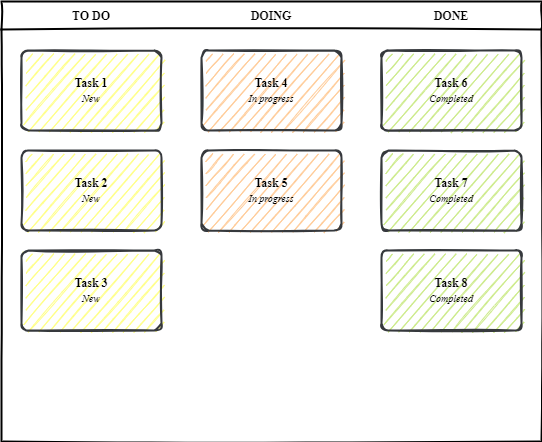 TO DO
DOING
DONE
Task 1
New
Task 2
New
Task 3
New
Task 4
In progress
Task 5
In progress
Task 6
Completed
Task 7
Completed
Task 8
Completed